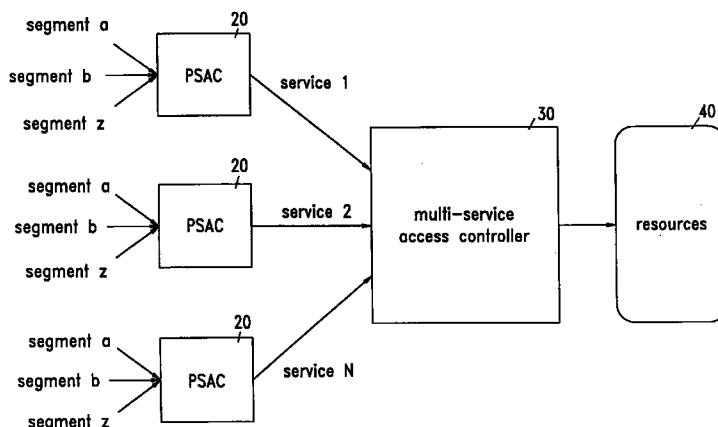 segment a
segment b
segment z
20
PSAC
service 1
segment a
segment b
segment z
20
PSAC
service 2
segment a
segment b
segment z
20
PSAC
service N
30
multi-service
access controller
40
resources